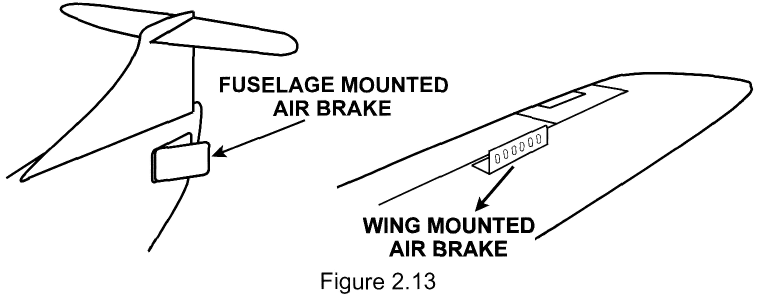 FUSELAGE MOUNTED
AIR BRAKE
WING MOUNTED
AIR BRAKE
Figure 2.13